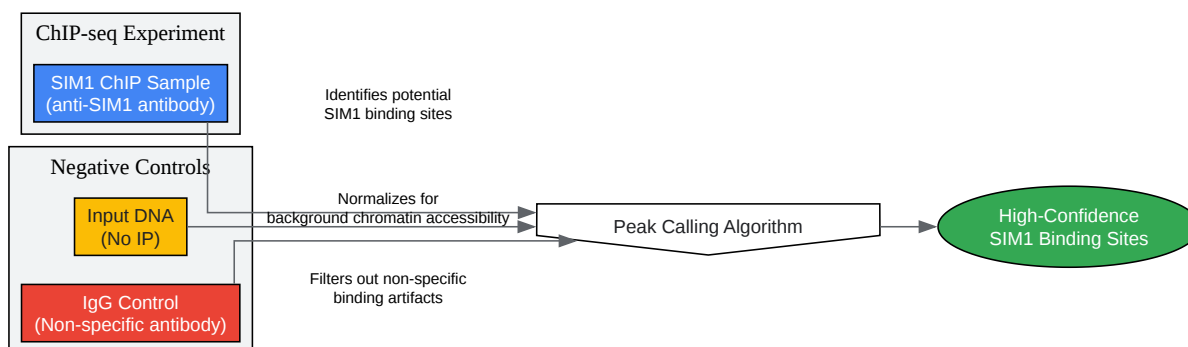 ChIP-seq Experiment
SIM1 ChIP Sample
(anti-SIM1 antibody)
Identifies potential
SIM1 binding sites
Negative Controls
Input DNA
(No IP)
Normalizes for
background chromatin accessibility
Peak Calling Algorithm
High-Confidence
SIM1 Binding Sites
IgG Control
(Non-specific antibody)
Filters out non-specific
binding artifacts